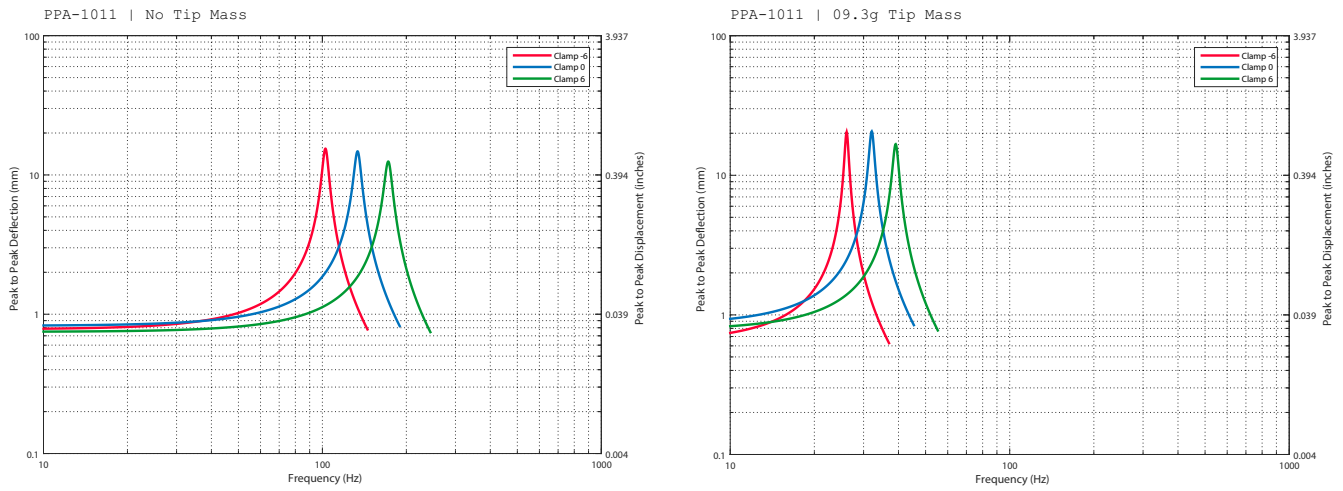 PPA-1011 | No Tip Mass
100
10
1
0.1
3.937
0.394
0.039
0.004
Clamp -6
Clamp 0
Clamp 6
Peak to Peak Deflection (mm)
Peak to Peak Displacement (inches)
10
100
1000
Frequency (Hz)
PPA-1011 | 09.3g Tip Mass
100
10
1
0.1
3.937
0.394
0.039
0.004
Clamp -6
Clamp 0
Clamp 6
Peak to Peak Deflection (mm)
Peak to Peak Displacement (inches)
10
100
1000
Frequency (Hz)